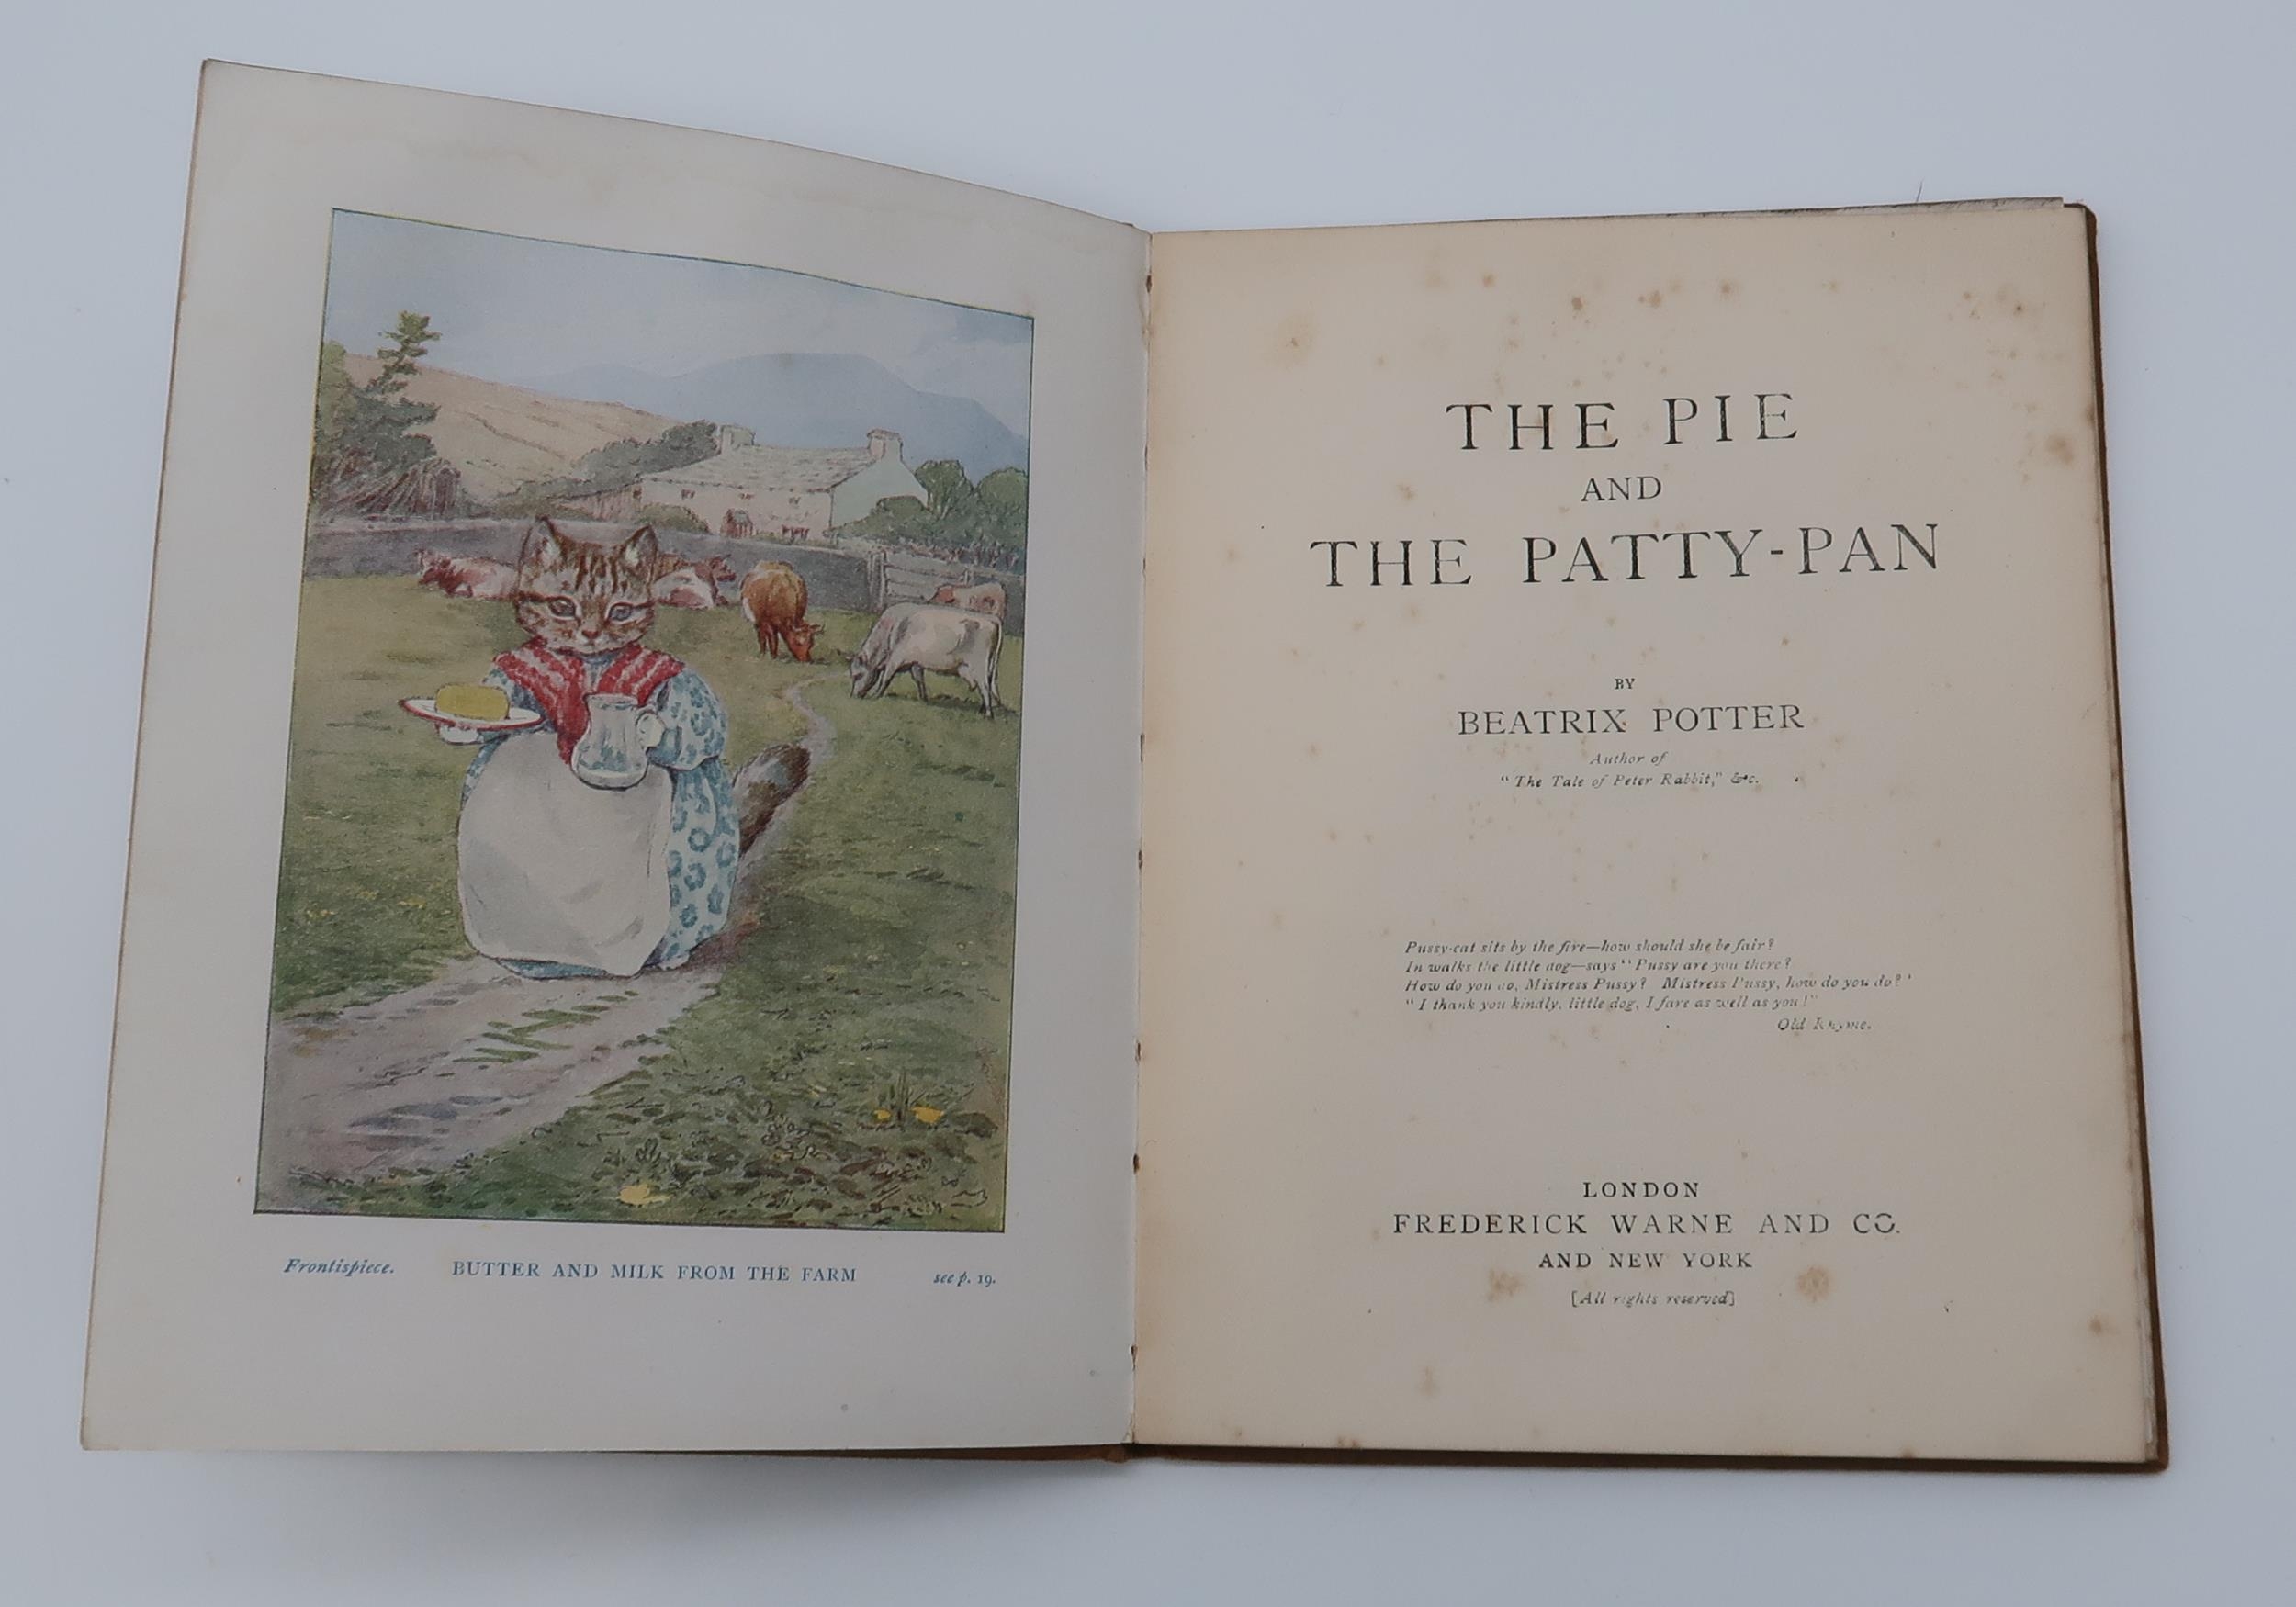 Frontispiece. BUTTER AND MILK FROM THE FARM see p. 19.
THE PIE
AND
THE PATTY-PAN
BY
BEATRIX POTTER
Author of
"The Tale of Peter Rabbit," &c.
Pussy-cat sits by the fire—how should she be fair?
In walks the little dog—says "Pussy are you there?
How do you do, Mistress Pussy? Mistress Pussy, how do you do?"
"I thank you kindly, little dog, I fare as well as you!"
Old Rhyme.
LONDON
FREDERICK WARNE AND CO.
AND NEW YORK
[All rights reserved]